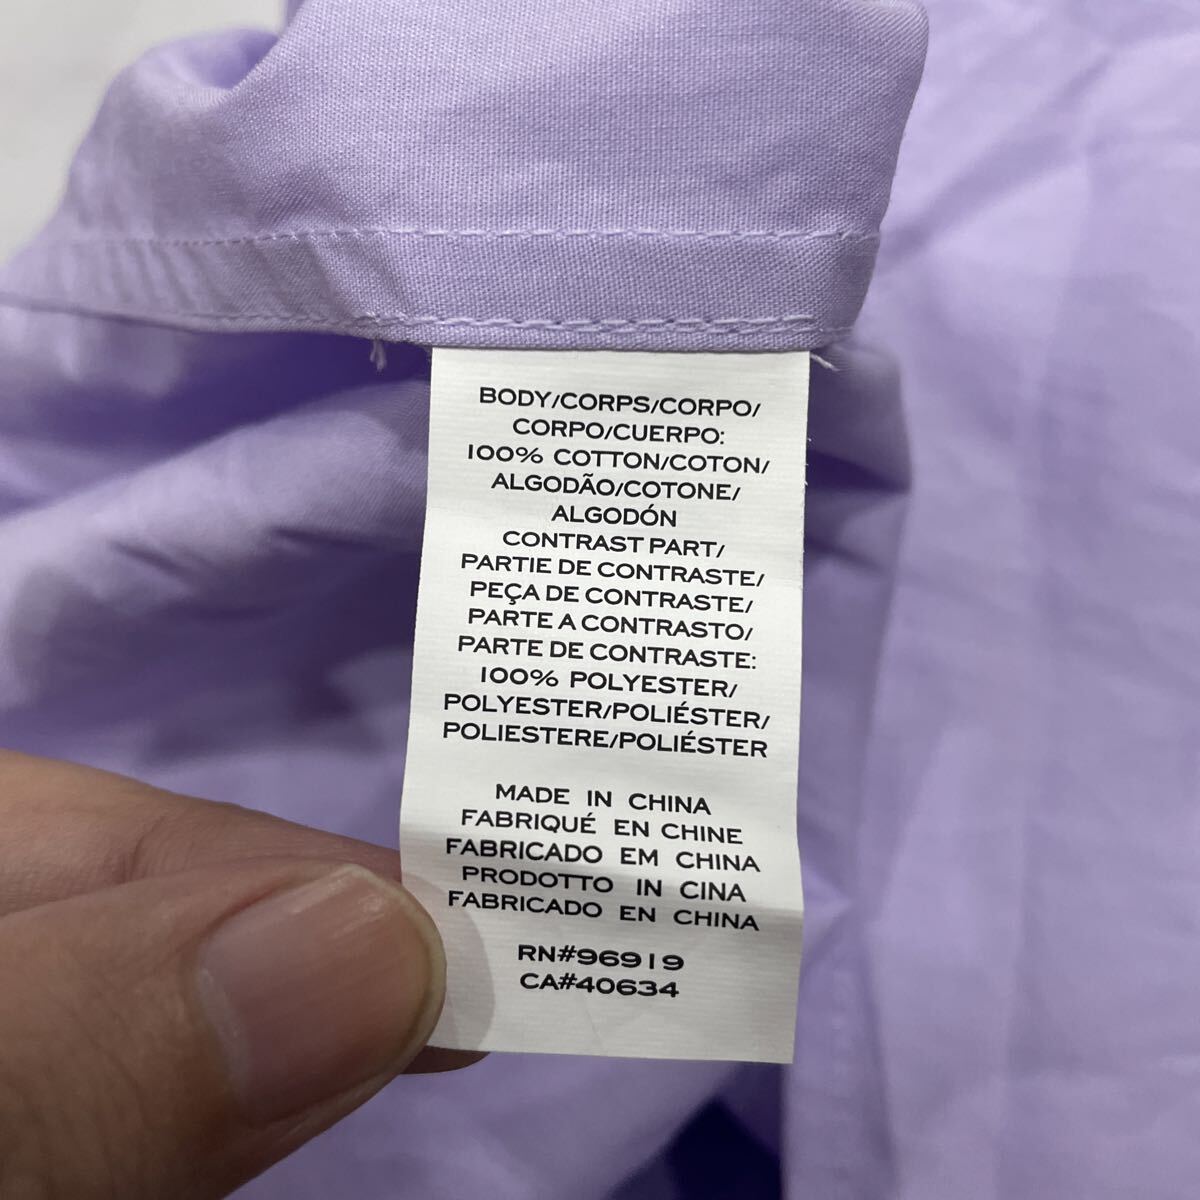 BODY/CORPS/CORPO/
CORPO/CUERPO:
100% COTTON/COTON/
ALGODÃO/COTONE/
ALGODÓN
CONTRAST PART/
PARTIE DE CONTRASTE/
PEÇA DE CONTRASTE/
PARTE A CONTRASTO/
PARTE DE CONTRASTE:
100% POLYESTER/
POLYESTER/POLIÉSTER/
POLIESTERE/POLIÉSTER
MADE IN CHINA
FABRIQUÉ EN CHINE
FABRICADO EM CHINA
PRODOTTO IN CINA
FABRICADO EN CHINA
RN#96919
CA#40634